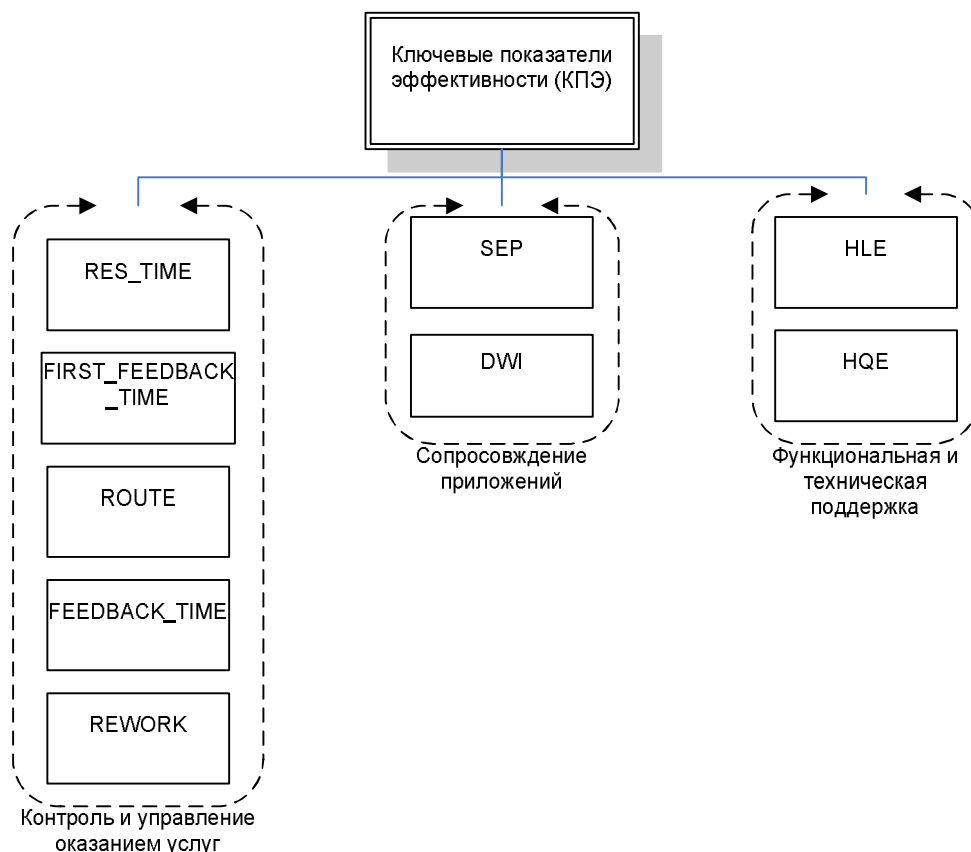 Ключевые показатели
эффективности (КПЭ)
RES_TIME
FIRST_FEEDBACK
_TIME
ROUTE
FEEDBACK_TIME
REWORK
Контроль и управление
оказанием услуг
SEP
DWI
Сопросовждение
приложений
HLE
HQE
Функциональная и
техническая
поддержка